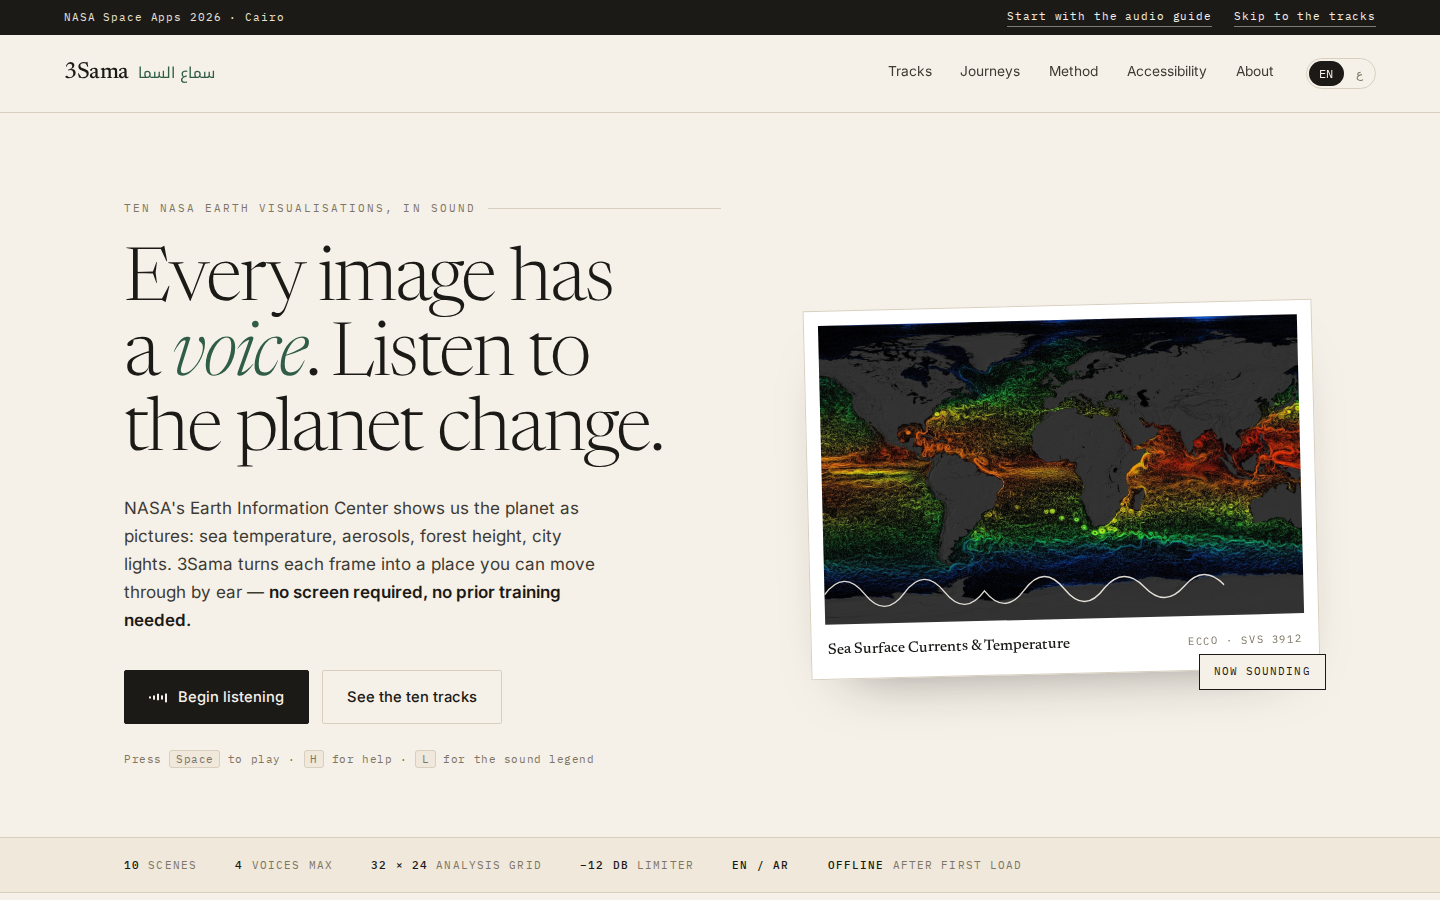 NASA Space Apps 2026 · Cairo
Start with the audio guide
Skip to the tracks
3Sama سماع السما
Tracks
Journeys
Method
Accessibility
About
EN
ع
TEN NASA EARTH VISUALISATIONS, IN SOUND
Every image has
a voice. Listen to
the planet change.
NASA's Earth Information Center shows us the planet as
pictures: sea temperature, aerosols, forest height, city
lights. 3Sama turns each frame into a place you can move
through by ear — no screen required, no prior training
needed.
Begin listening
See the ten tracks
Press Space to play · H for help · L for the sound legend
Sea Surface Currents & Temperature
ECCO · SVS 3912
NOW SOUNDING
10 SCENES
4 VOICES MAX
32 × 24 ANALYSIS GRID
−12 DB LIMITER
EN / AR
OFFLINE AFTER FIRST LOAD